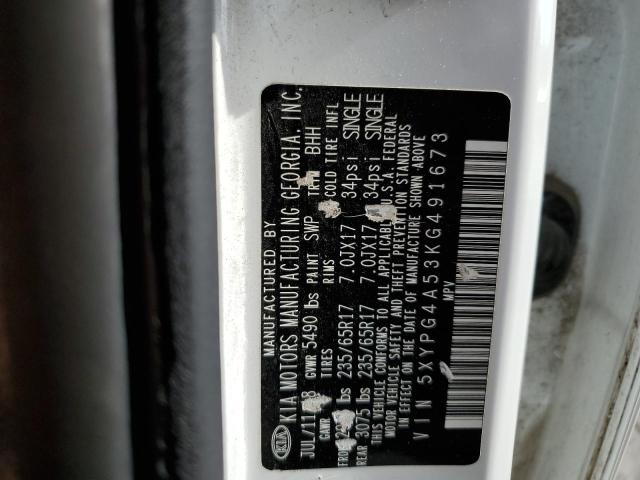 MANUFACTURED BY
KIA KIA MOTORS MANUFACTURING GEORGIA, INC.
GVWR 5490 lbs PAINT SWP BHH
GAWR TIRES RIMS COLD TIRE INFL
235/65R17 7.0JX17 34psi SINGLE
REAR 3075 lbs 235/65R17 7.0JX17 34psi SINGLE
THIS VEHICLE CONFORMS TO ALL APPLICABLE U.S.A. FEDERAL
MOTOR VEHICLE SAFETY AND THEFT PREVENTION STANDARDS
IN EFFECT ON THE DATE OF MANUFACTURE SHOWN ABOVE
VIN 5XYPG4A53KG491673
MPV